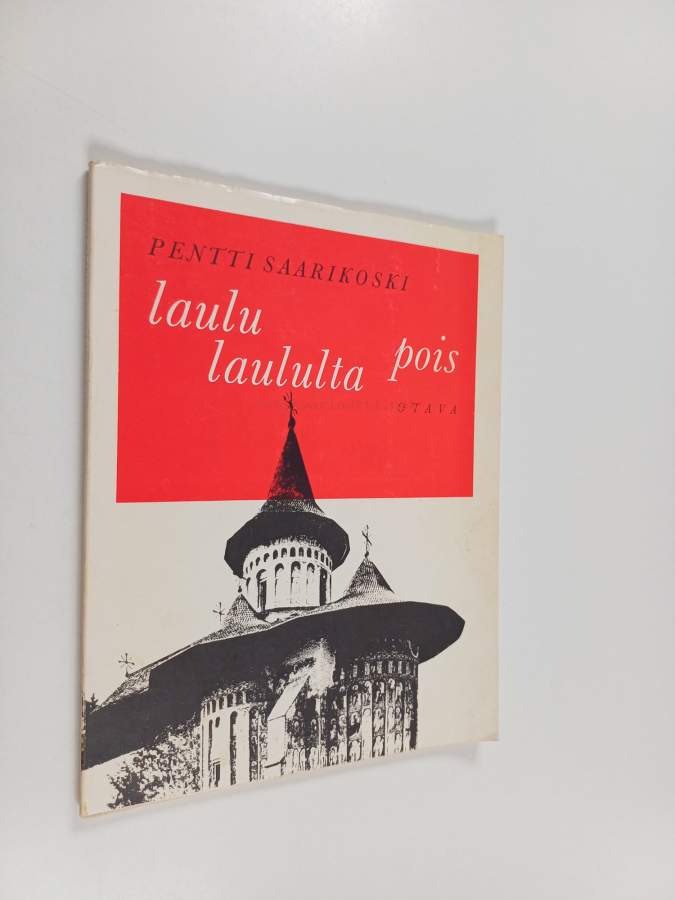 PENTTI SAARIKOSKI
laulu
laululta pois
OTAVA